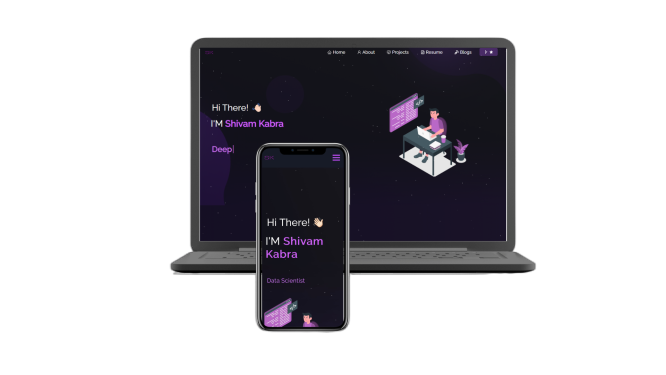 Home About Projects Resume Blogs
Hi There! 👋🏻
I'M Shivam Kabra
Deep|
Hi There! 👋🏻
I'M Shivam
Kabra
Data Scientist